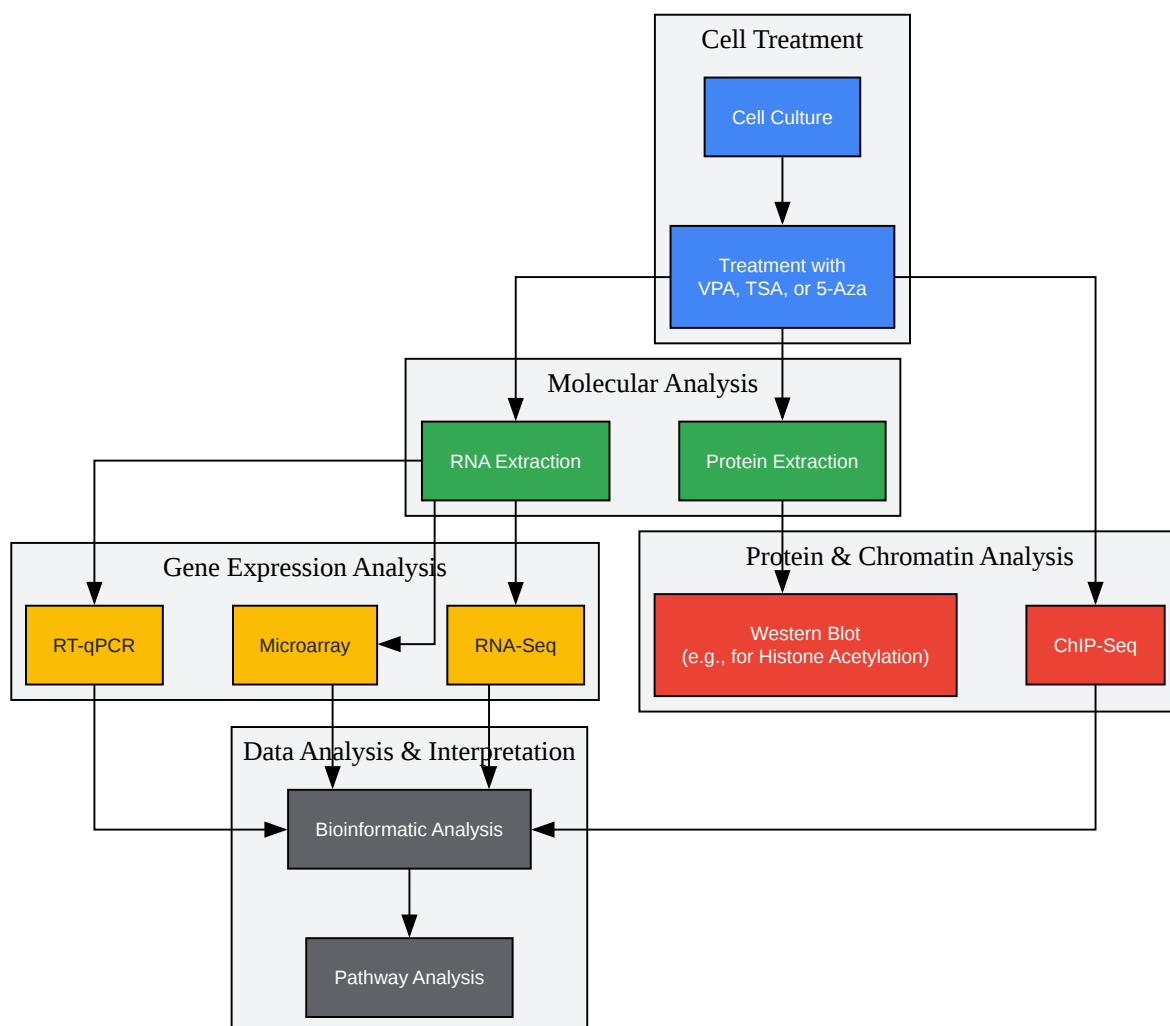 Cell Treatment
Cell Culture
Treatment with
VPA, TSA, or 5-Aza
Molecular Analysis
RNA Extraction
Protein Extraction
Gene Expression Analysis
RT-qPCR
Microarray
RNA-Seq
Protein & Chromatin Analysis
Western Blot
(e.g., for Histone Acetylation)
ChIP-Seq
Data Analysis & Interpretation
Bioinformatic Analysis
Pathway Analysis